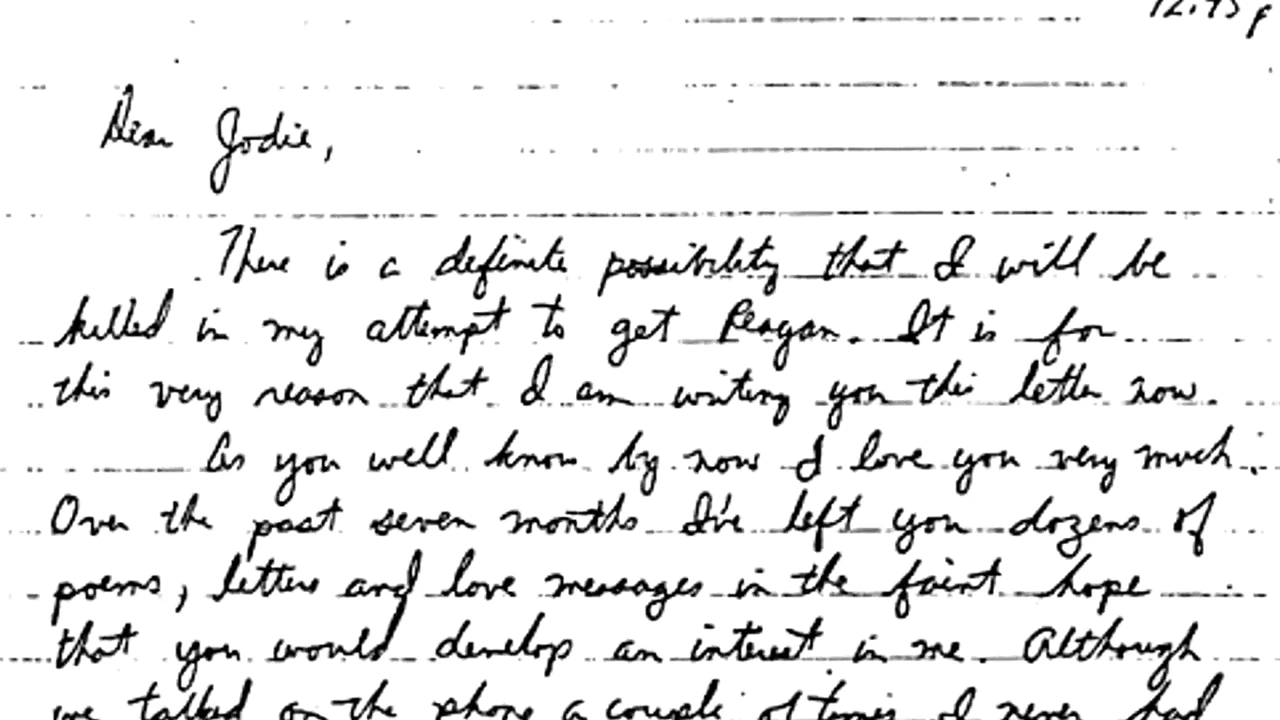 12.45 p
Dear Jodie,
There is a definite possibility that I will be
killed in my attempt to get Reagan. It is for
this very reason that I am writing you this letter now.
As you well know by now I love you very much.
Over the past seven months I've left you dozens of
poems, letters and love messages in the faint hope
that you would develop an interest in me. Although
we talked on the phone a couple of times I never had